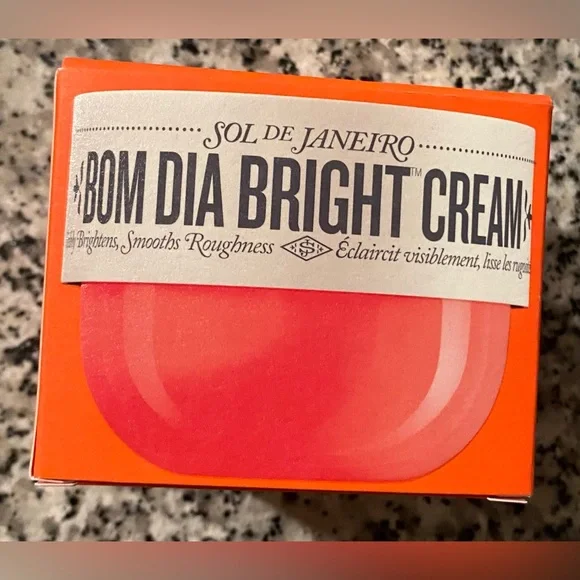 SOL DE JANEIRO
BOM DIA BRIGHT™ CREAM
Brightens, Smooths Roughness $ Éclaircit visiblement, lisse les